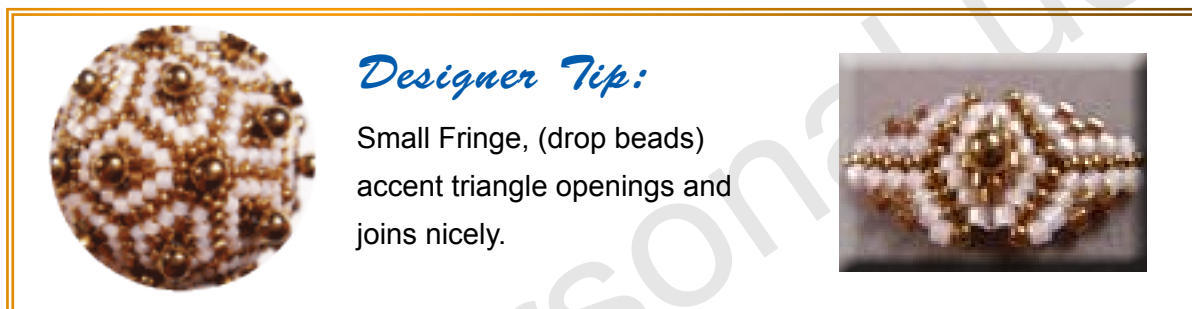 Designer Tip:
Small Fringe, (drop beads)
accent triangle openings and
joins nicely.